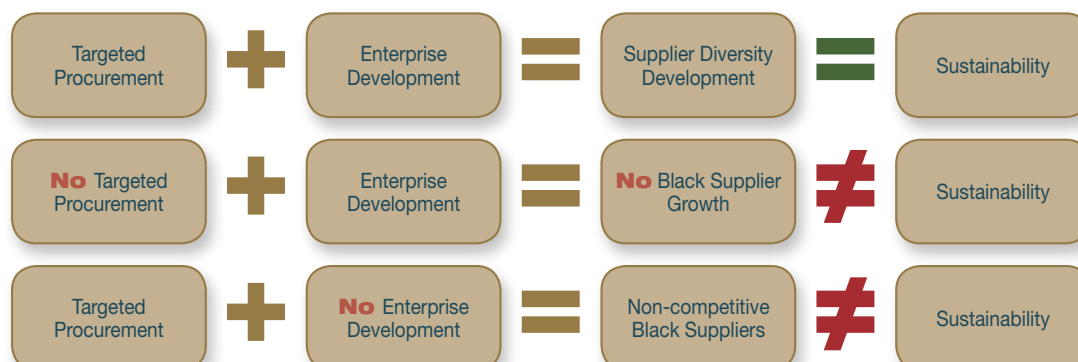 Targeted
Procurement
+
Enterprise
Development
=
Supplier Diversity
Development
=
Sustainability
No Targeted
Procurement
+
Enterprise
Development
=
No Black Supplier
Growth
≠
Sustainability
Targeted
Procurement
+
No Enterprise
Development
=
Non-competitive
Black Suppliers
≠
Sustainability